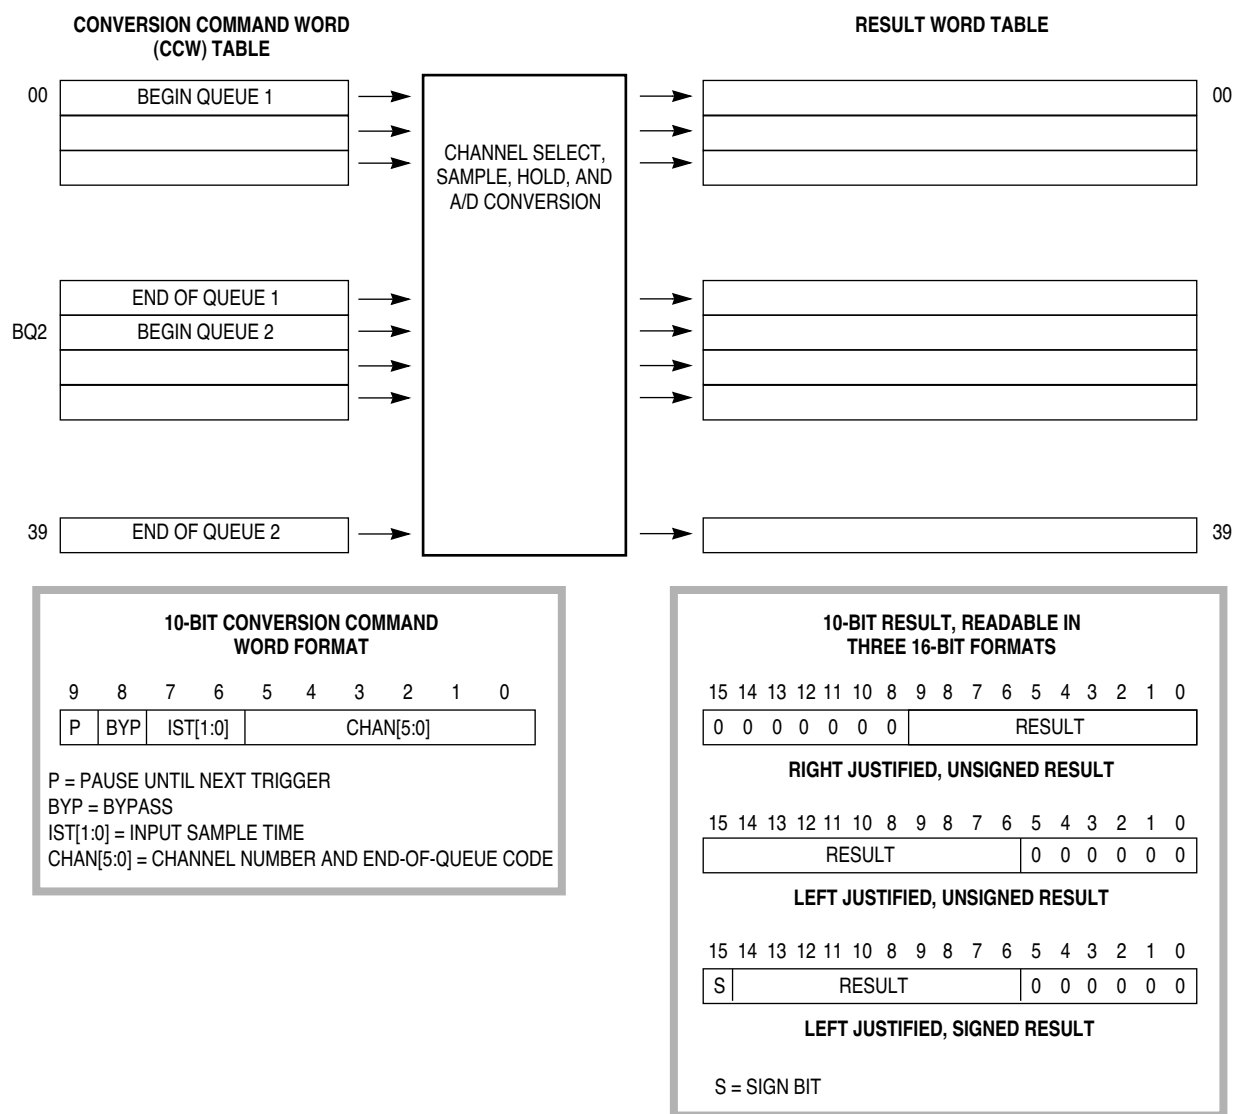 CONVERSION COMMAND WORD
(CCW) TABLE
RESULT WORD TABLE
00 BEGIN QUEUE 1 00
CHANNEL SELECT,
SAMPLE, HOLD, AND
A/D CONVERSION
END OF QUEUE 1
BQ2 BEGIN QUEUE 2
39 END OF QUEUE 2 39
10-BIT CONVERSION COMMAND
WORD FORMAT
9 8 7 6 5 4 3 2 1 0
P BYP IST[1:0] CHAN[5:0]
P = PAUSE UNTIL NEXT TRIGGER
BYP = BYPASS
IST[1:0] = INPUT SAMPLE TIME
CHAN[5:0] = CHANNEL NUMBER AND END-OF-QUEUE CODE
10-BIT RESULT, READABLE IN
THREE 16-BIT FORMATS
15 14 13 12 11 10 8 9 8 7 6 5 4 3 2 1 0
0 0 0 0 0 0 0 RESULT
RIGHT JUSTIFIED, UNSIGNED RESULT
15 14 13 12 11 10 8 9 8 7 6 5 4 3 2 1 0
RESULT 0 0 0 0 0 0
LEFT JUSTIFIED, UNSIGNED RESULT
15 14 13 12 11 10 8 9 8 7 6 5 4 3 2 1 0
S RESULT 0 0 0 0 0 0
LEFT JUSTIFIED, SIGNED RESULT
S = SIGN BIT